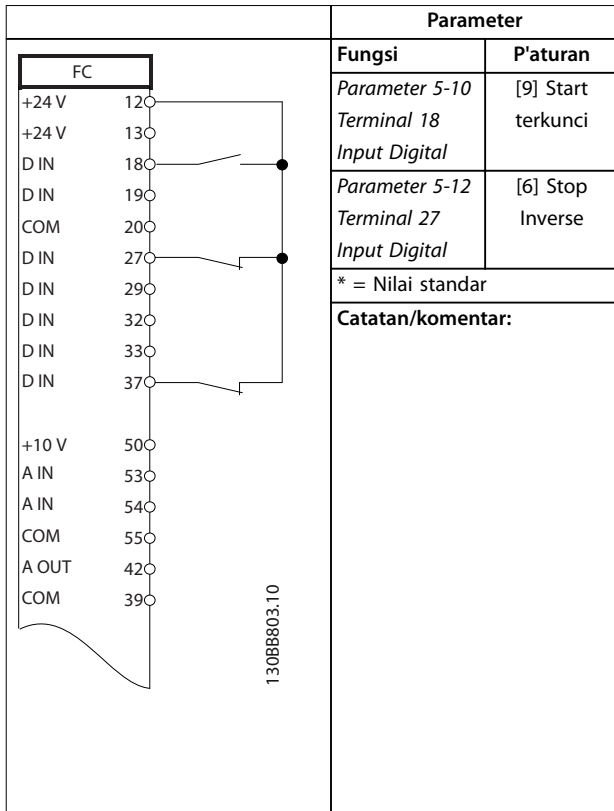 Parameter
Fungsi P'aturan
Parameter 5-10 [9] Start
Terminal 18 terkunci
Input Digital
Parameter 5-12 [6] Stop
Terminal 27 Inverse
Input Digital
* = Nilai standar
Catatan/komentar:
FC
+24 V 12
+24 V 13
D IN 18
D IN 19
COM 20
D IN 27
D IN 29
D IN 32
D IN 33
D IN 37
+10 V 50
A IN 53
A IN 54
COM 55
A OUT 42
COM 39
130BB803.10